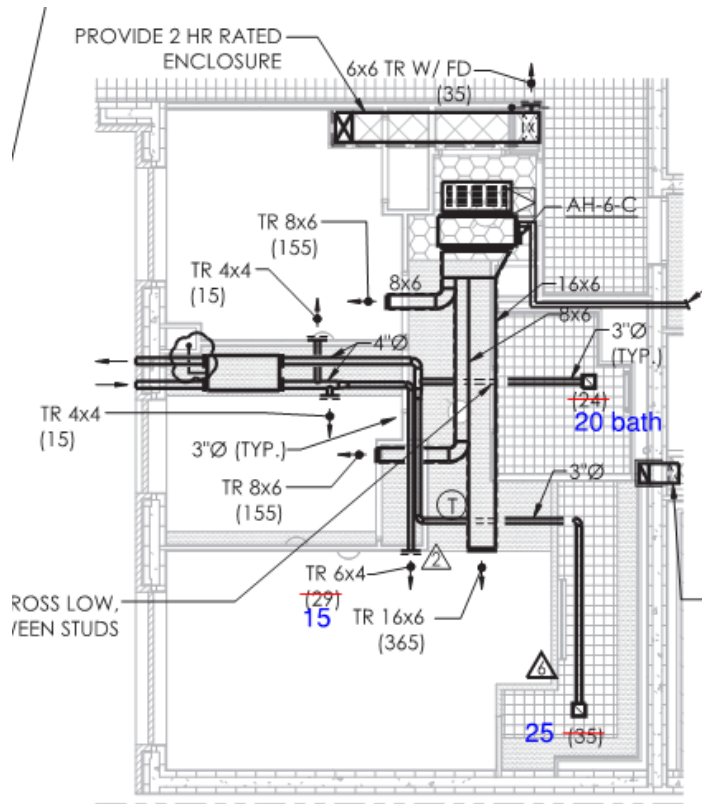 PROVIDE 2 HR RATED
ENCLOSURE
6x6 TR W/ FD
(35)
AH-6-C
TR 8x6
(155)
TR 4x4
(15)
8x6
16x6
8x6
4"Ø
3"Ø
(TYP.)
(24)
20 bath
TR 4x4
(15)
3"Ø (TYP.)
TR 8x6
(155)
3"Ø
T
2
TR 6x4
(29)
15
TR 16x6
(365)
ROSS LOW,
VEEN STUDS
6
25 (35)